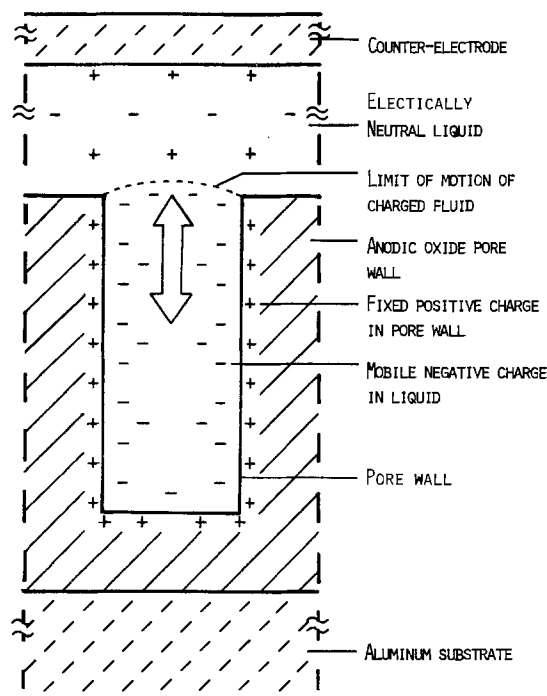 COUNTER-ELECTRODE
ELECTICALLY
NEUTRAL LIQUID
LIMIT OF MOTION OF
CHARGED FLUID
ANODIC OXIDE PORE
WALL
FIXED POSITIVE CHARGE
IN PORE WALL
MOBILE NEGATIVE CHARGE
IN LIQUID
PORE WALL
ALUMINUM SUBSTRATE